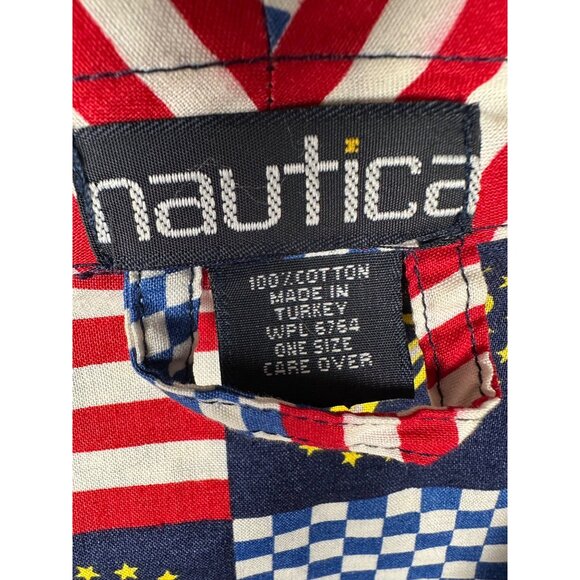 nautica
100% COTTON
MADE IN
TURKEY
WPL 6764
ONE SIZE
CARE OVER